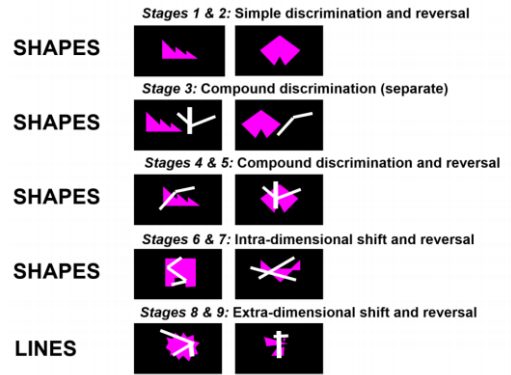 Stages 1 & 2: Simple discrimination and reversal
SHAPES
Stage 3: Compound discrimination (separate)
SHAPES
Stages 4 & 5: Compound discrimination and reversal
SHAPES
Stages 6 & 7: Intra-dimensional shift and reversal
SHAPES
Stages 8 & 9: Extra-dimensional shift and reversal
LINES